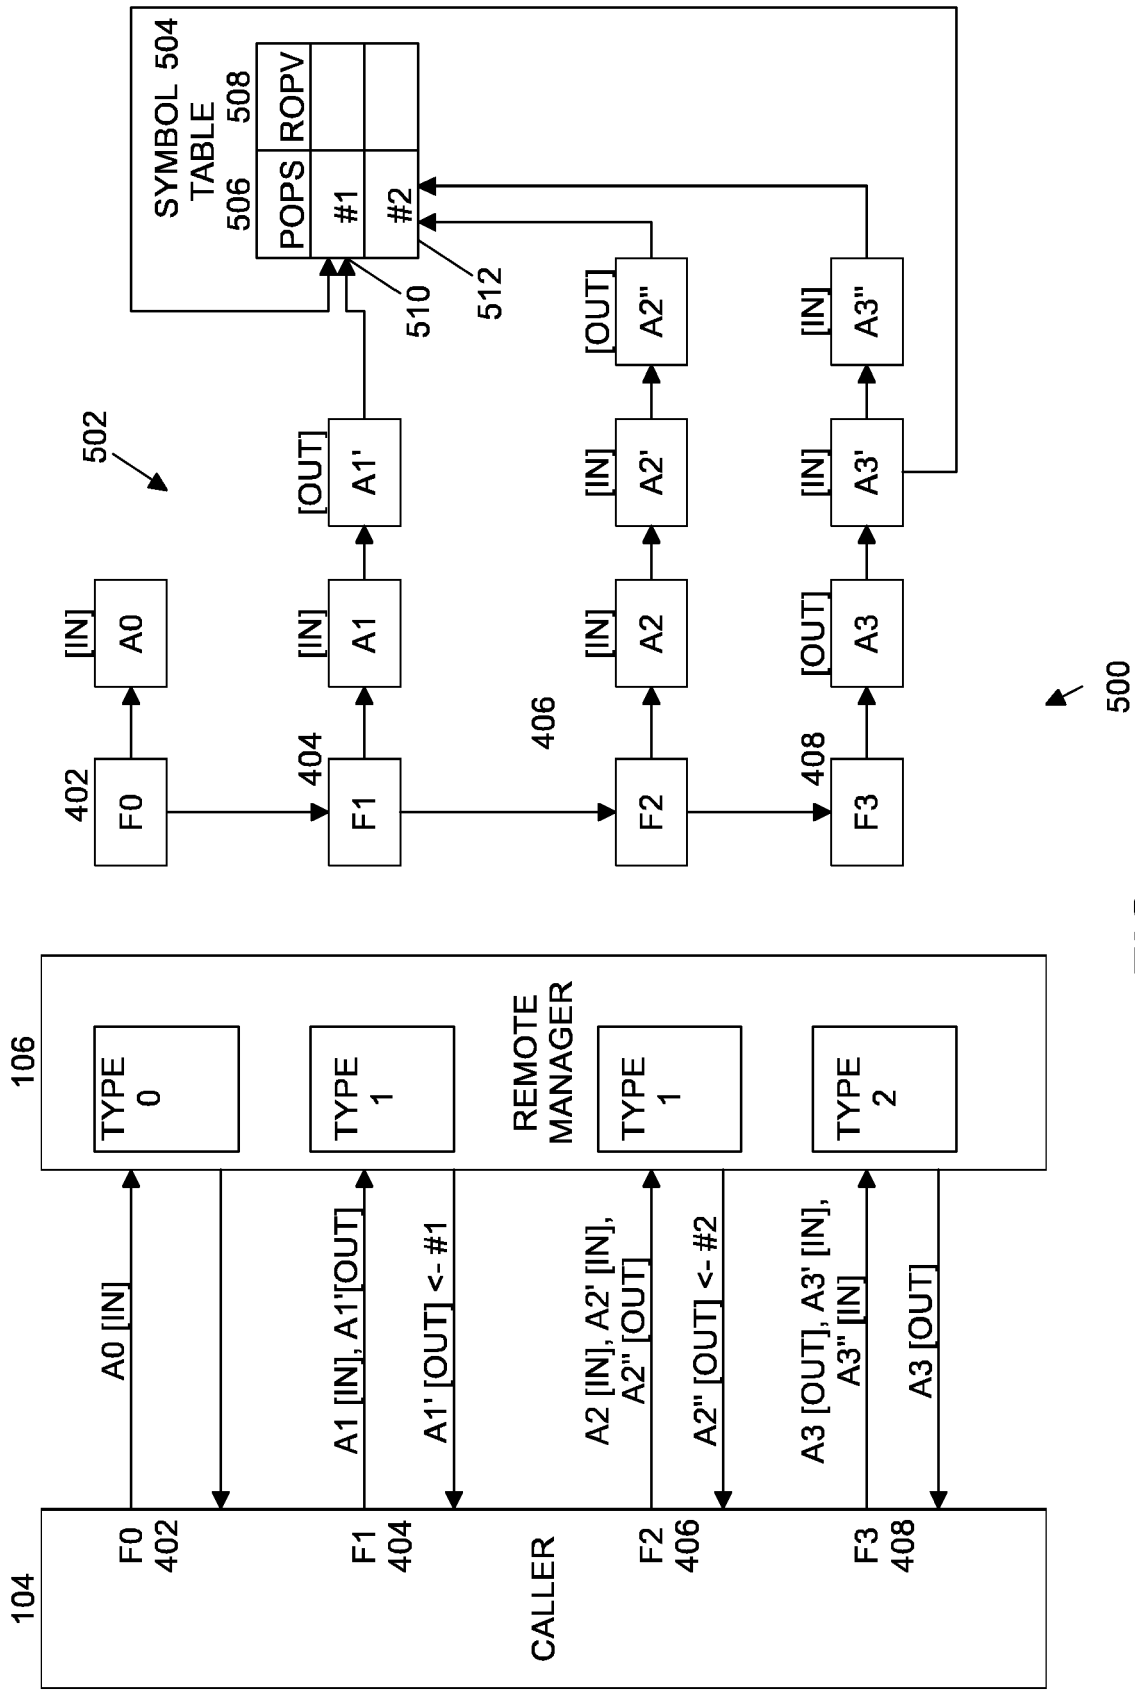 104
CALLER
F0
402
F1
404
F2
406
F3
408
A0 [IN]
A1 [IN], A1'[OUT]
A1' [OUT] <- #1
A2 [IN], A2' [IN],
A2" [OUT]
A2" [OUT] <- #2
A3 [OUT], A3' [IN],
A3" [IN]
A3 [OUT]
106
TYPE
0
TYPE
1
REMOTE
MANAGER
TYPE
1
TYPE
2
402
F0
[IN]
A0
502
404
F1
[IN]
A1
[OUT]
A1'
406
F2
[IN]
A2
[IN]
A2'
[OUT]
A2"
408
F3
[OUT]
A3
[IN]
A3'
[IN]
A3"
SYMBOL 504
TABLE
506 508
POPS ROPV
#1
#2
510
512
500